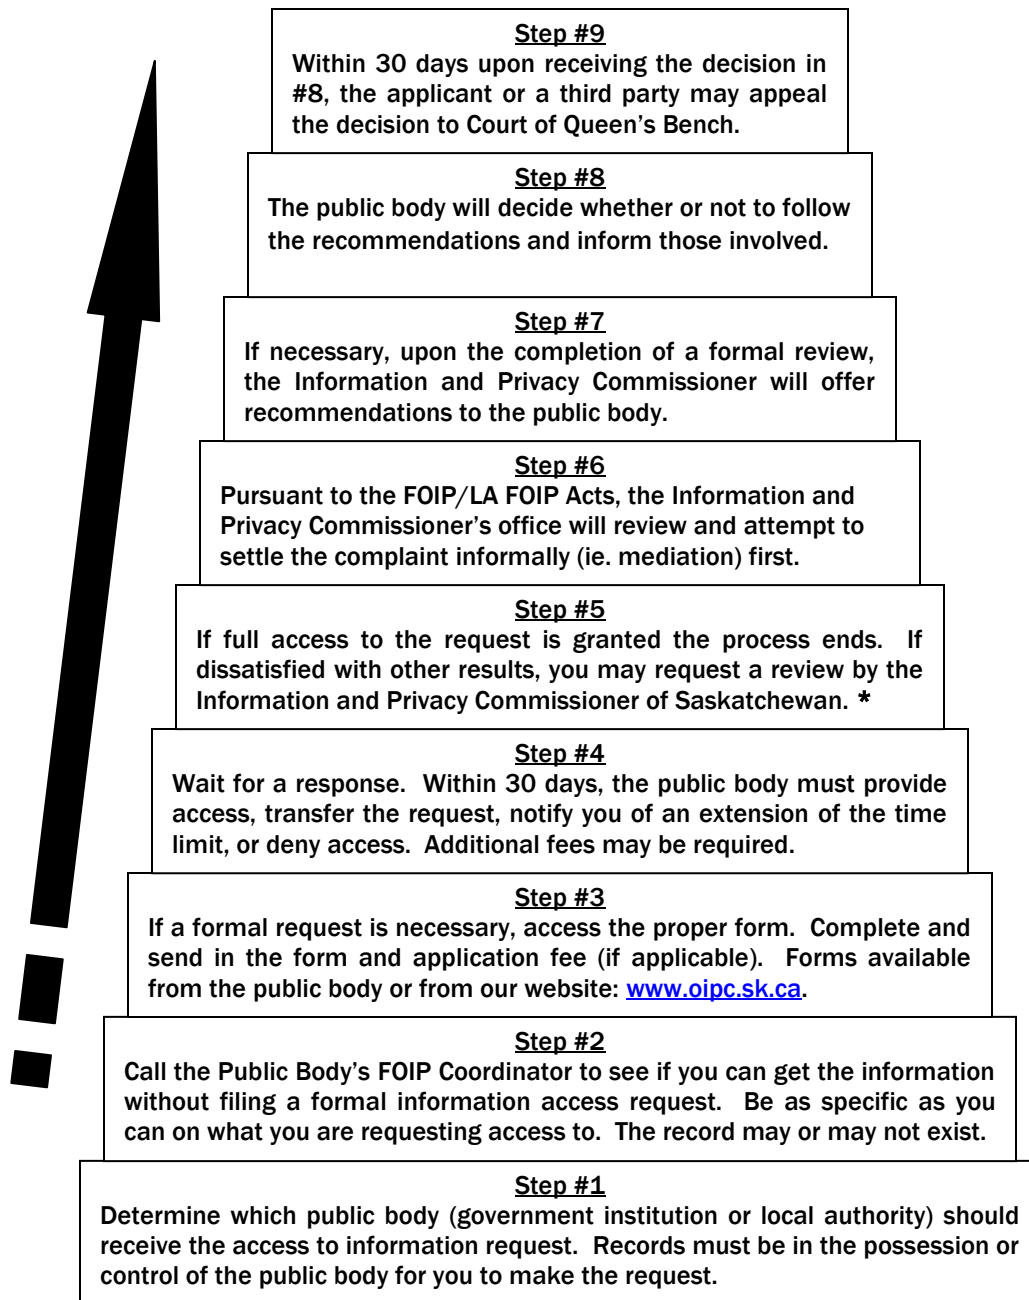 Step #9
Within 30 days upon receiving the decision in
#8, the applicant or a third party may appeal
the decision to Court of Queen's Bench.
Step #8
The public body will decide whether or not to follow
the recommendations and inform those involved.
Step #7
If necessary, upon the completion of a formal review,
the Information and Privacy Commissioner will offer
recommendations to the public body.
Step #6
Pursuant to the FOIP/LA FOIP Acts, the Information and
Privacy Commissioner's office will review and attempt to
settle the complaint informally (ie. mediation) first.
Step #5
If full access to the request is granted the process ends. If
dissatisfied with other results, you may request a review by the
Information and Privacy Commissioner of Saskatchewan. *
Step #4
Wait for a response. Within 30 days, the public body must provide
access, transfer the request, notify you of an extension of the time
limit, or deny access. Additional fees may be required.
Step #3
If a formal request is necessary, access the proper form. Complete and
send in the form and application fee (if applicable). Forms available
from the public body or from our website: www.oipc.sk.ca.
Step #2
Call the Public Body's FOIP Coordinator to see if you can get the information
without filing a formal information access request. Be as specific as you
can on what you are requesting access to. The record may or may not exist.
Step #1
Determine which public body (government institution or local authority) should
receive the access to information request. Records must be in the possession or
control of the public body for you to make the request.